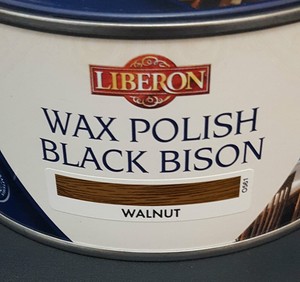 LIBERON
WAX POLISH
BLACK BISON
WALNUT